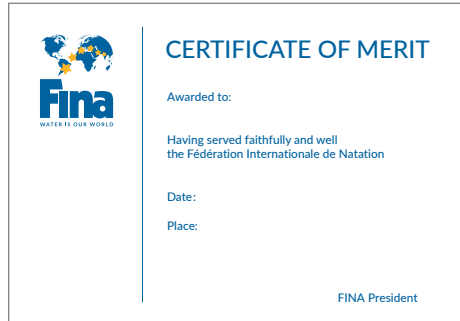 Fina
WATER IS OUR WORLD
CERTIFICATE OF MERIT
Awarded to:
Having served faithfully and well
the Fédération Internationale de Natation
Date:
Place:
FINA President